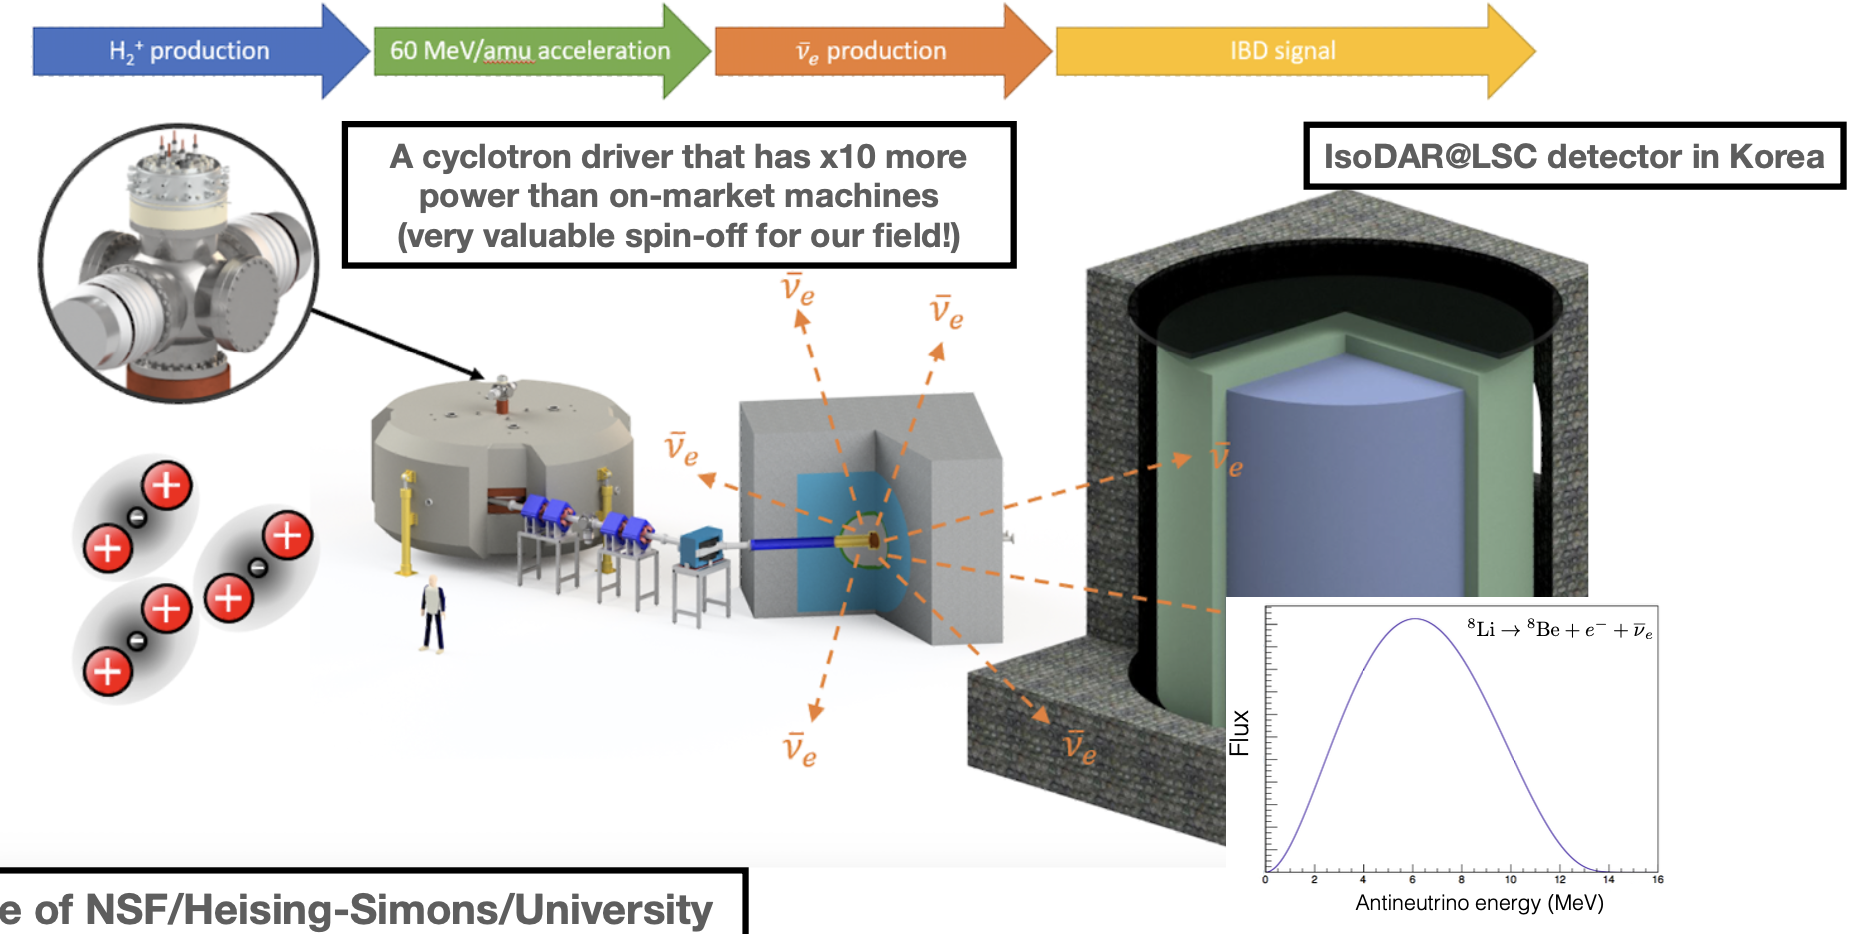 H₂⁺ production
60 MeV/amu acceleration
ν̄ₑ production
IBD signal
A cyclotron driver that has x10 more
power than on-market machines
(very valuable spin-off for our field!)
IsoDAR@LSC detector in Korea
ν̄ₑ
ν̄ₑ
ν̄ₑ
ν̄ₑ
ν̄ₑ
ν̄ₑ
+
-
+
+
-
+
+
-
+
⁸Li → ⁸Be + e⁻ + ν̄ₑ
Flux
0 2 4 6 8 10 12 14 16
Antineutrino energy (MeV)
e of NSF/Heising-Simons/University